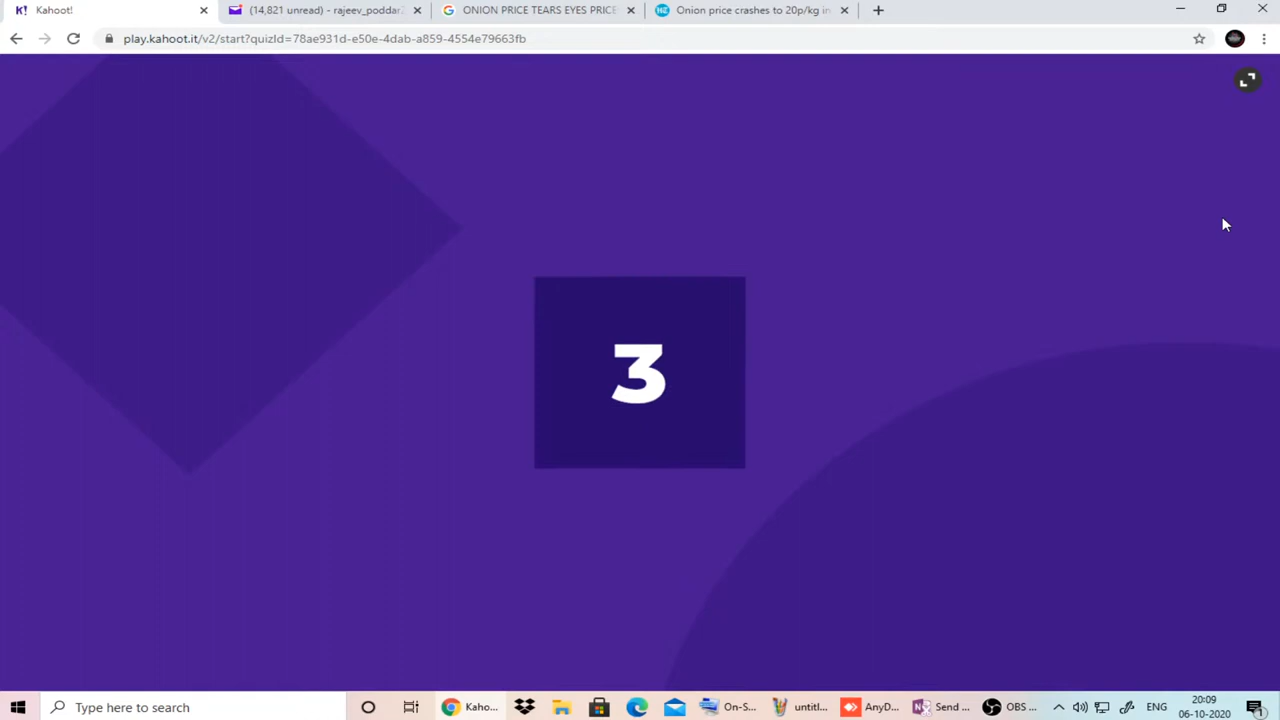 Kahoot!
(14,821 unread) - rajeev_poddar
ONION PRICE TEARS EYES PRICE
Onion price crashes to 20p/kg in
play.kahoot.it/v2/start?quizId=78ae931d-e50e-4dab-a859-4554e79663fb
3
Type here to search
Kaho...
On-S...
untitl...
AnyD...
Send ...
OBS ...
ENG
20:09
06-10-2020